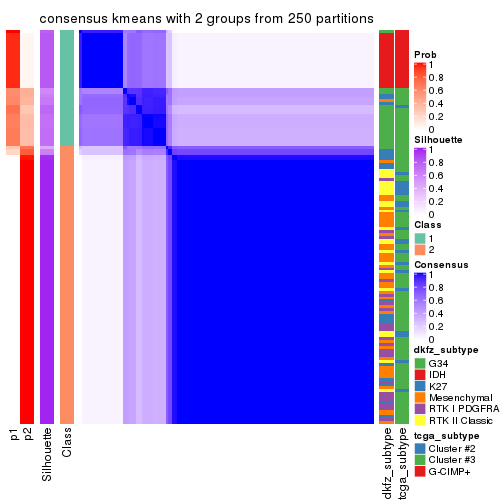 consensus kmeans with 2 groups from 250 partitions
Prob
1
0.8
0.6
0.4
0.2
0
Silhouette
1
0.8
0.6
0.4
0.2
0
Class
1
2
Consensus
1
0.8
0.6
0.4
0.2
0
dkfz_subtype
G34
IDH
K27
Mesenchymal
RTK I PDGFRA
RTK II Classic
tcga_subtype
Cluster #2
Cluster #3
G-CIMP+
p1
p2
Silhouette
Class
dkfz_subtype
tcga_subtype